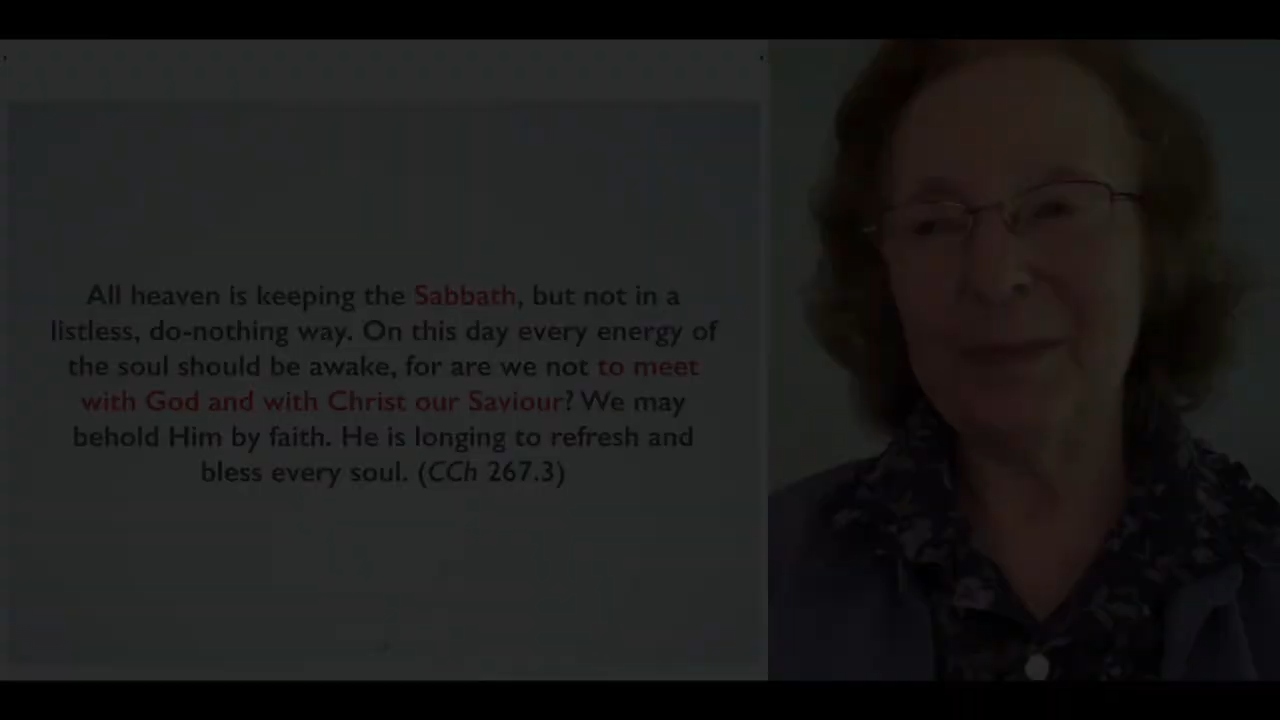 All heaven is keeping the Sabbath, but not in a
listless, do-nothing way. On this day every energy of
the soul should be awake, for are we not to meet
with God and with Christ our Saviour? We may
behold Him by faith. He is longing to refresh and
bless every soul. (CCh 267.3)